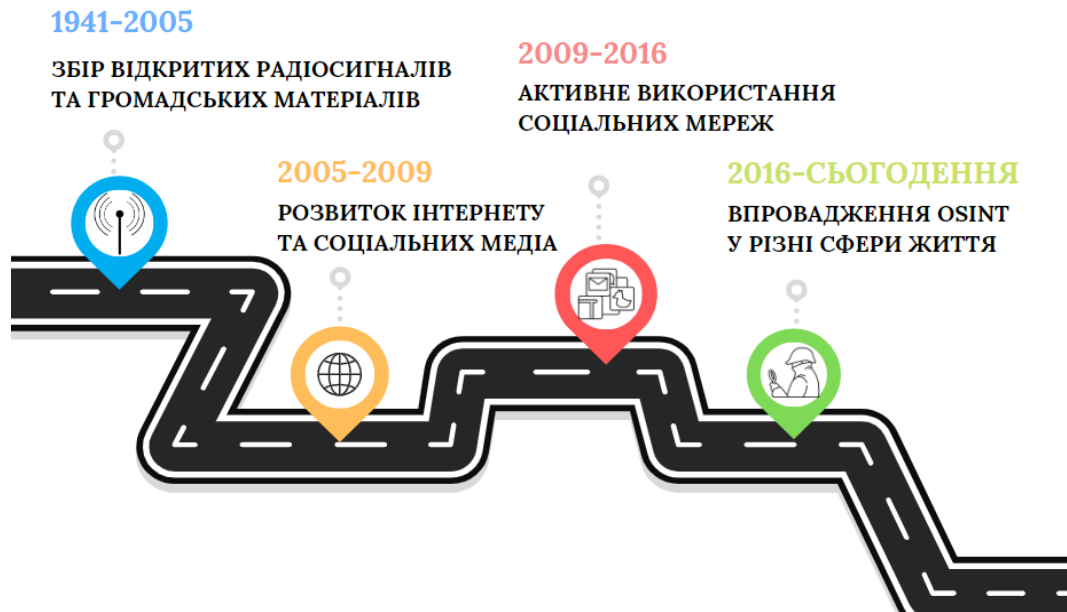 1941–2005
ЗБІР ВІДКРИТИХ РАДІОСИГНАЛІВ
ТА ГРОМАДСЬКИХ МАТЕРІАЛІВ
2005–2009
РОЗВИТОК ІНТЕРНЕТУ
ТА СОЦІАЛЬНИХ МЕДІА
2009–2016
АКТИВНЕ ВИКОРИСТАННЯ
СОЦІАЛЬНИХ МЕРЕЖ
2016–СЬОГОДЕННЯ
ВПРОВАДЖЕННЯ OSINT
У РІЗНІ СФЕРИ ЖИТТЯ